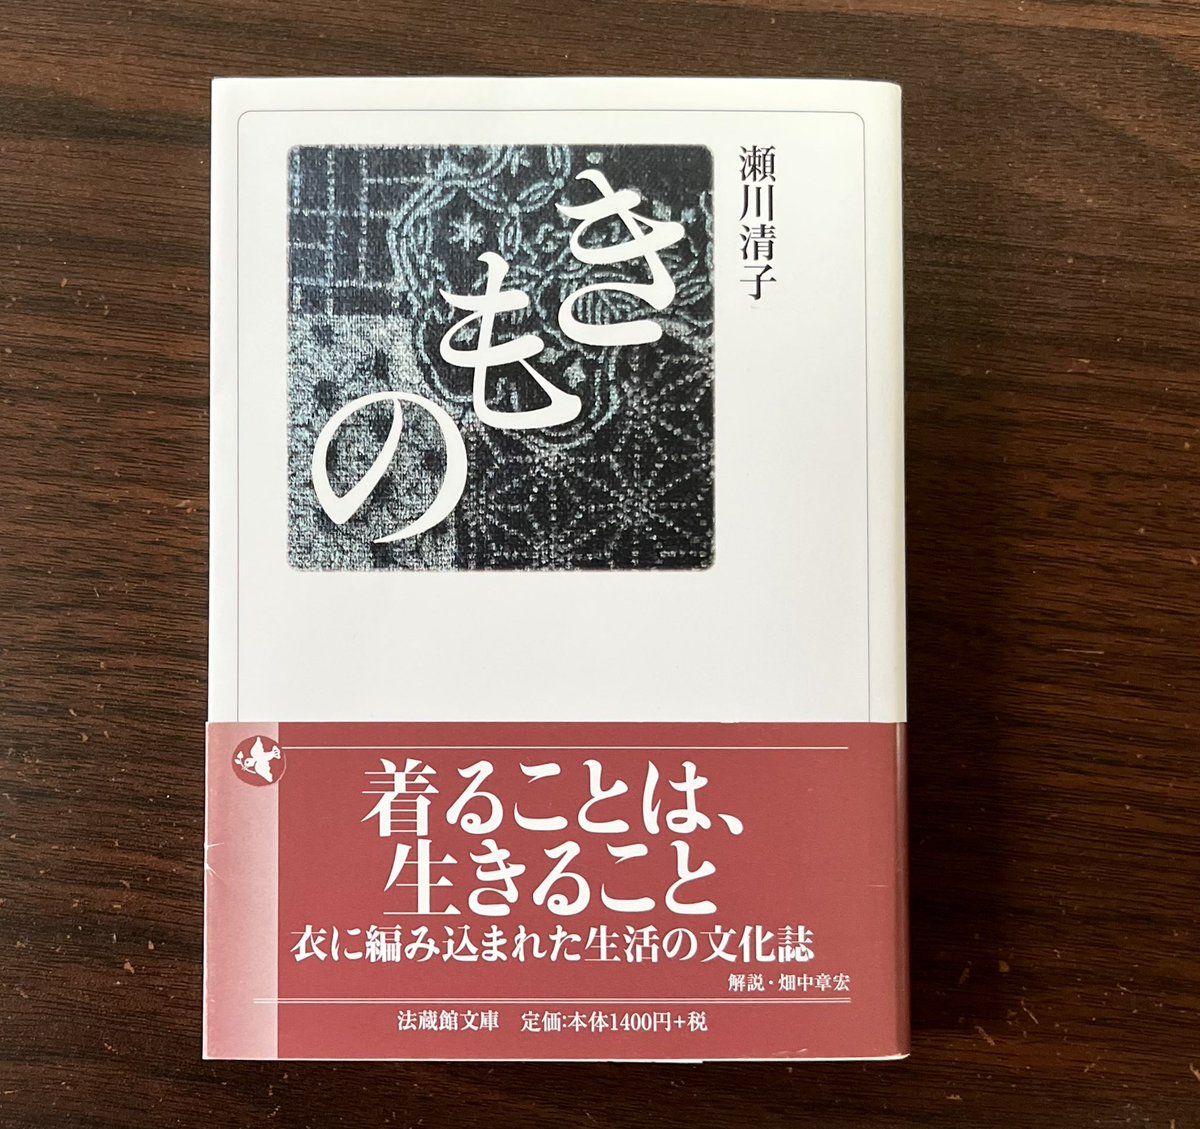 瀬川清子
きもの
着ることは、
生きること
衣に編み込まれた生活の文化誌
解説・畑中章宏
法蔵館文庫　定価:本体1400円+税